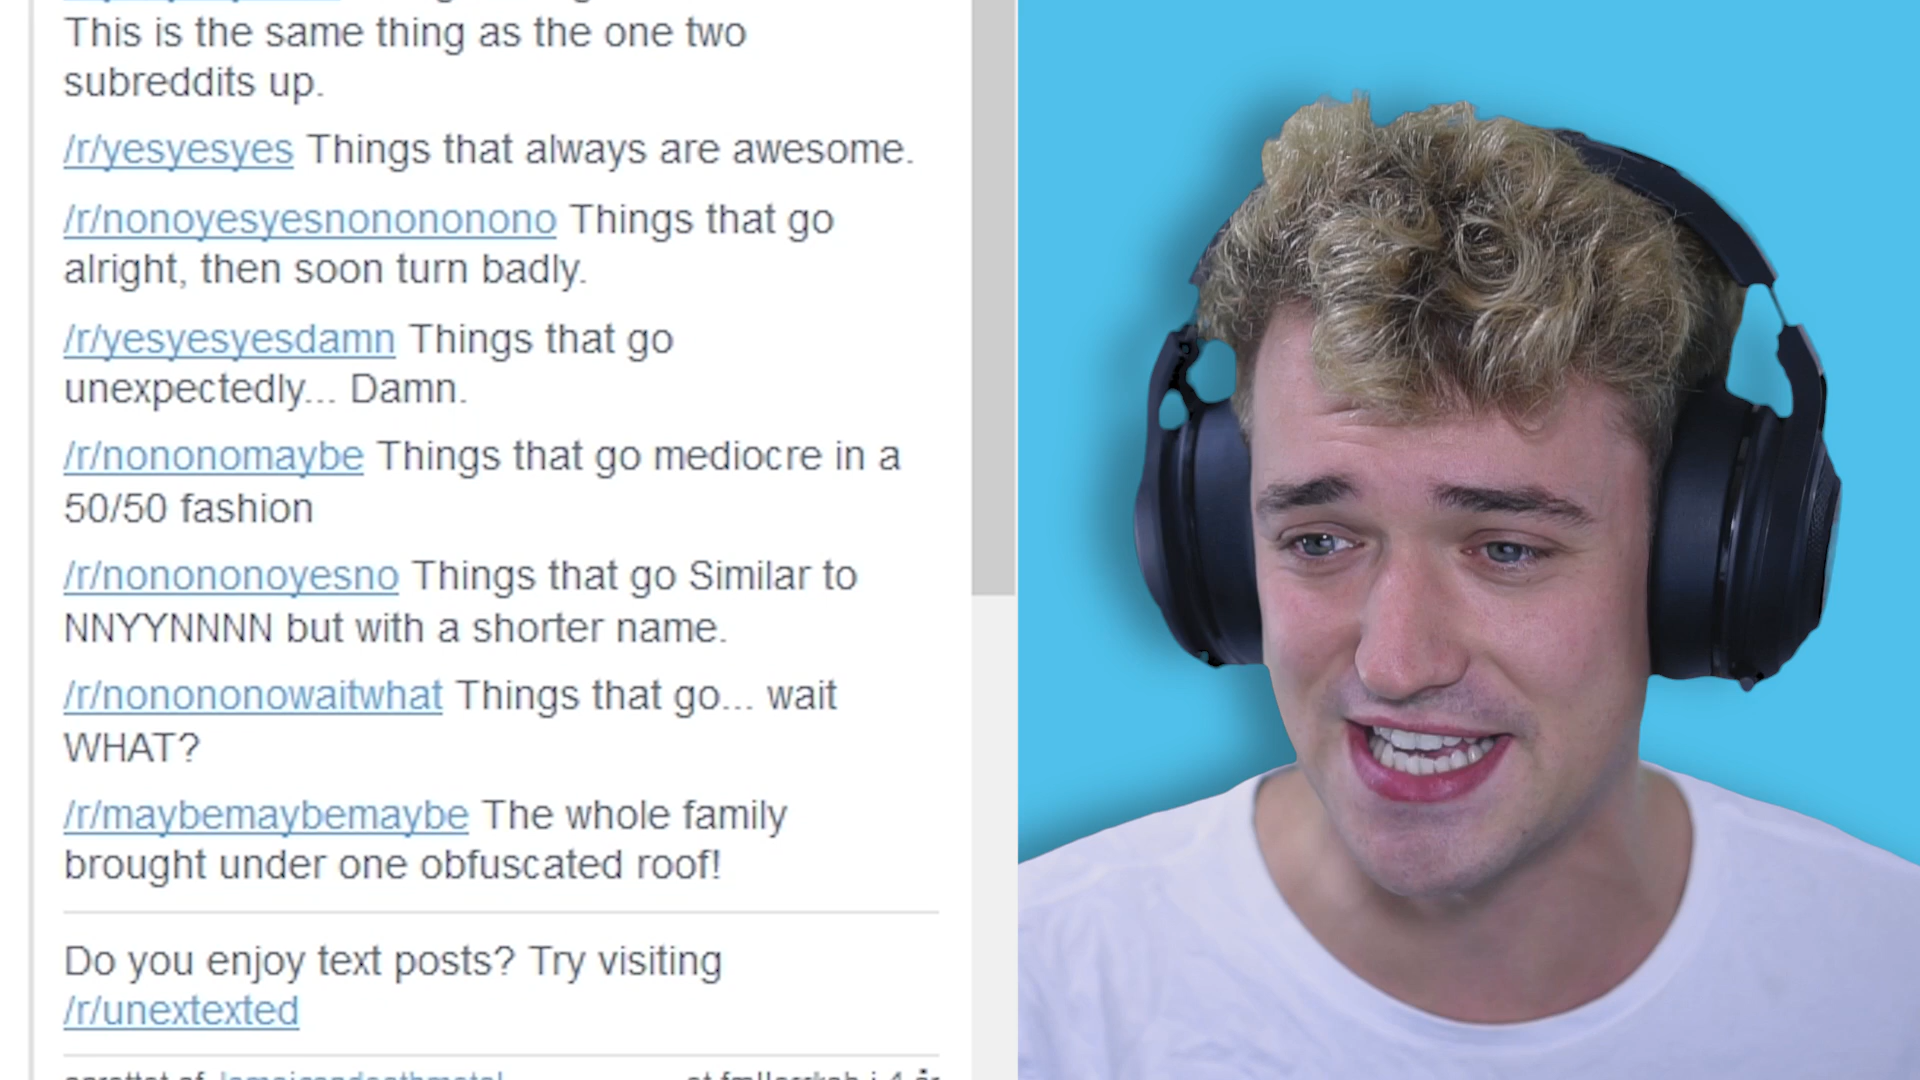 This is the same thing as the one two
subreddits up.
/r/yesyesyes Things that always are awesome.
/r/nonoyesyesnonononono Things that go
alright, then soon turn badly.
/r/yesyesyesdamn Things that go
unexpectedly... Damn.
/r/nononomaybe Things that go mediocre in a
50/50 fashion
/r/nonononoyesno Things that go Similar to
NNYYNNNN but with a shorter name.
/r/nonononowaitwhat Things that go... wait
WHAT?
/r/maybemaybemaybe The whole family
brought under one obfuscated roof!
Do you enjoy text posts? Try visiting
/r/unextexted